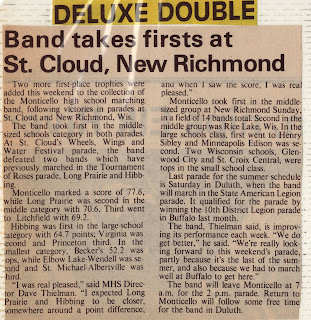 DELUXE DOUBLE
Band takes firsts at
St. Cloud, New Richmond
Two more first-place trophies were
added this weekend to the collection of
the Monticello high school marching
band, following victories in parades at
St. Cloud and New Richmond, Wis.
The band took first in the middle-
sized schools category in both parades.
At St. Cloud's Wheels, Wings and
Water Festival parade, the band
defeated two bands which have
previously marched in the Tournament
of Roses parade, Long Prairie and Hibb-
ing.
Monticello marked a score of 77.6,
while Long Prairie was second in the
middle category with 70.6. Third went
to Litchfield with 69.2.
Hibbing was first in the large-school
category with 64.7 points; Virginia was
second and Princeton third. In the
smallest category, Becker's 52.2 was
tops, while Elbow Lake-Wendell was se-
cond and St. Michael-Albertville was
third.
"I was real pleased," said MHS Direc-
tor Dave Thielman. "I expected Long
Prairie and Hibbing to be closer,
somewhere around a point difference,
and when I saw the score, I was real
pleased."
Monticello took first in the middle-
sized group at New Richmond Sunday,
in a field of 14 bands total. Second in the
middle group was Rice Lake, Wis. In the
large schools class, first went to Henry
Sibley and Minneapolis Edison was se-
cond. Two Wisconsin schools, Glen-
wood City and St. Croix Central, were
tops in the small school class.
Last parade for the summer schedule
is Saturday in Duluth, when the band
will march in the State American Legion
parade. It qualified for the parade by
winning the 10th District Legion parade
in Buffalo last month.
The band, Thielman said, is improv-
ing its performance each week. "We do
get better," he said. "We're really look-
ing forward to this weekend's parade,
partly because it's the last of the sum-
mer, and also because we had to march
well at Buffalo to get here."
The band will leave Monticello at 7
a.m. for the 2 p.m. parade. Return to
Monticello will follow some free
time for the band in Duluth.